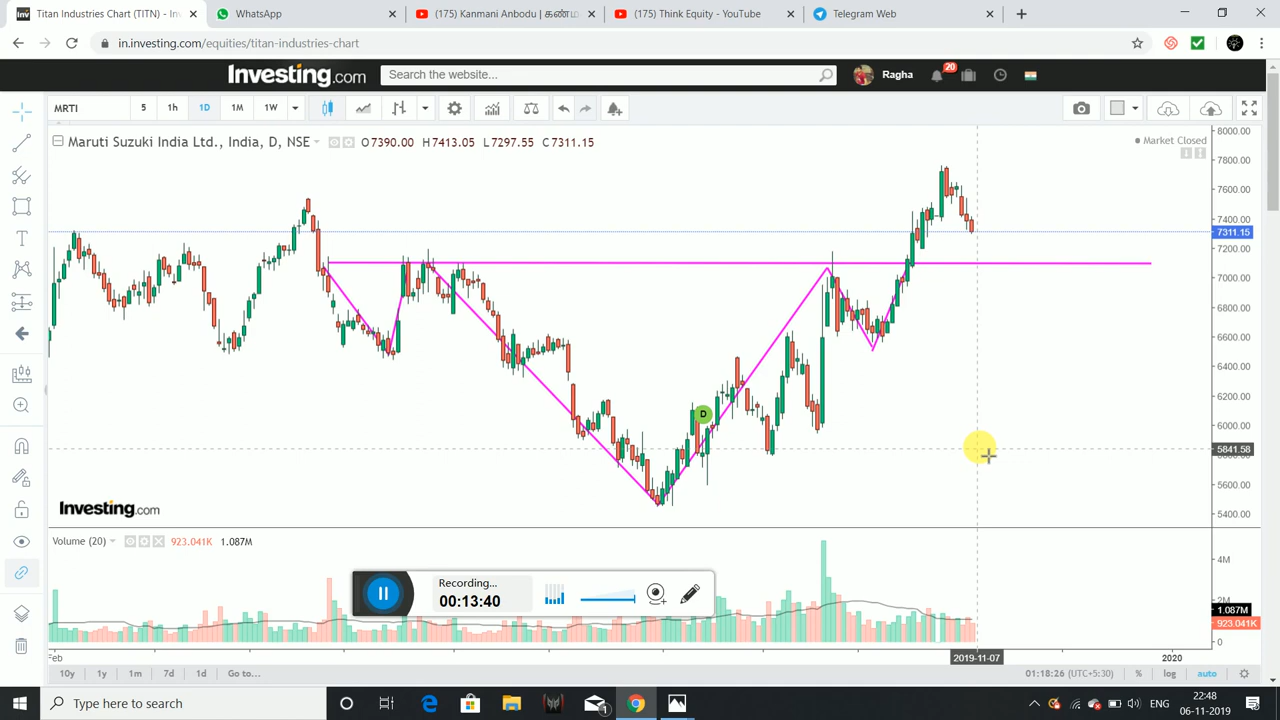 Titan Industries Chart (TITN) - Inv
WhatsApp
(175) Think Equity - YouTube
Telegram Web
in.investing.com/equities/titan-industries-chart
Investing.com
Search the website...
Ragha
20
MRTI
5
1h
1D
1M
1W
Maruti Suzuki India Ltd., India, D, NSE
O7390.00 H7413.05 L7297.55 C7311.15
Market Closed
8000.00
7800.00
7600.00
7400.00
7311.15
7200.00
7000.00
6800.00
6600.00
6400.00
6200.00
6000.00
5841.58
5600.00
5400.00
D
Investing.com
Volume (20)
923.041K 1.087M
4M
2M
1.087M
923.041K
0
Recording...
00:13:40
Feb
2019-11-07
2020
10y
1y
1m
7d
1d
Go to...
01:18:26 (UTC+5:30)
%
log
auto
Type here to search
1
ENG
22:48
06-11-2019